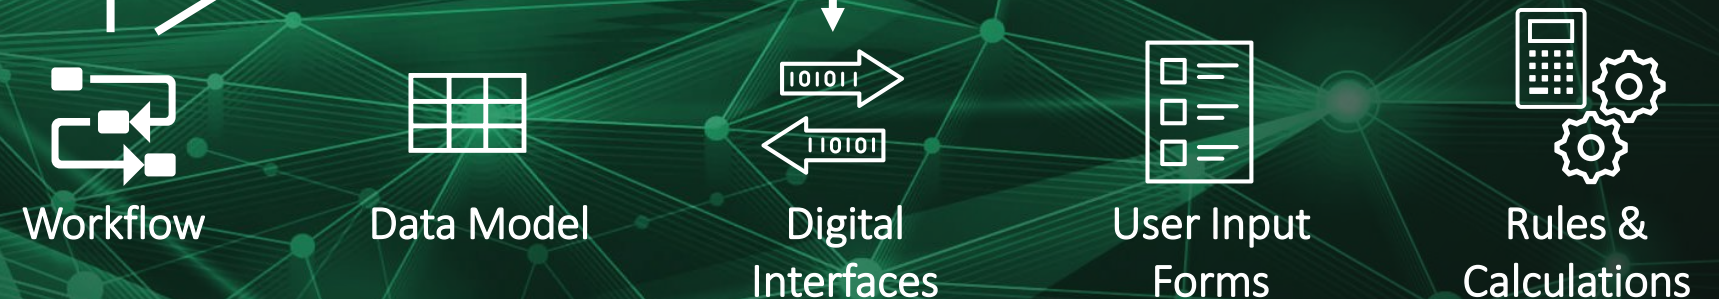 101011
110101
Workflow
Data Model
Digital
Interfaces
User Input
Forms
Rules &
Calculations